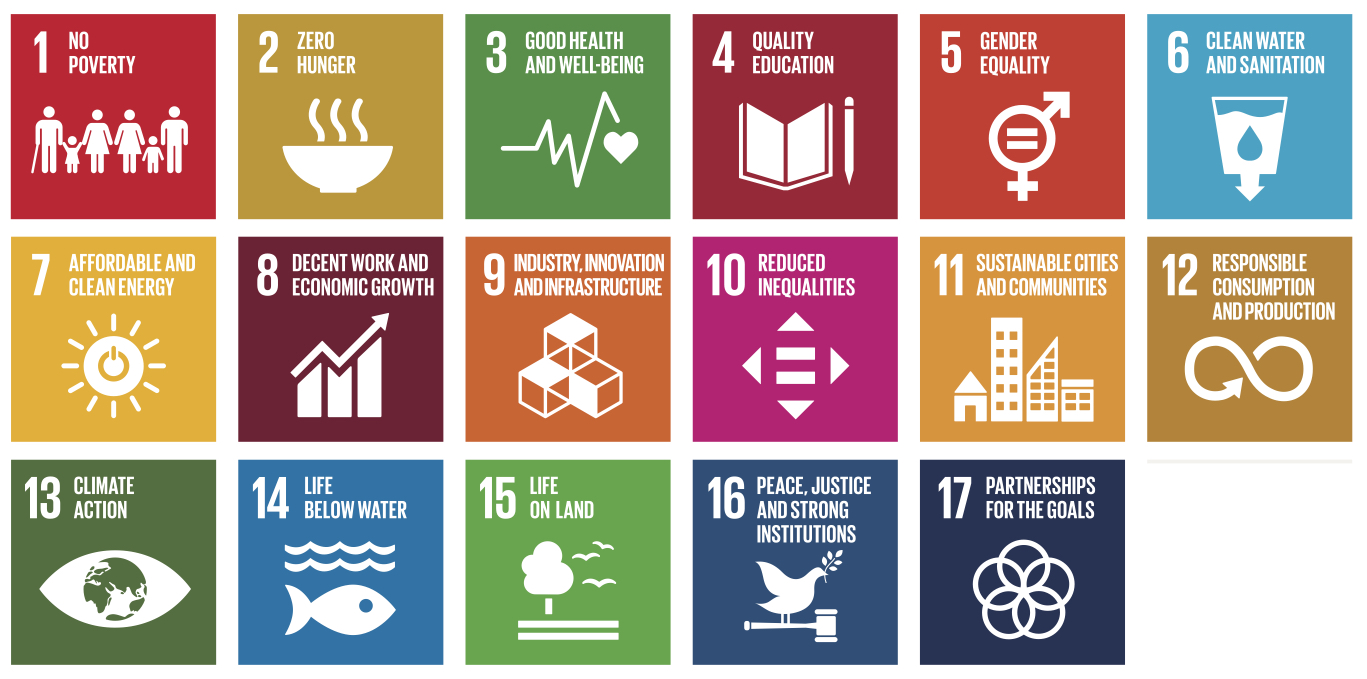 1 NO
POVERTY
2 ZERO
HUNGER
3 GOOD HEALTH
AND WELL-BEING
4 QUALITY
EDUCATION
5 GENDER
EQUALITY
6 CLEAN WATER
AND SANITATION
7 AFFORDABLE AND
CLEAN ENERGY
8 DECENT WORK AND
ECONOMIC GROWTH
9 INDUSTRY, INNOVATION
AND INFRASTRUCTURE
10 REDUCED
INEQUALITIES
11 SUSTAINABLE CITIES
AND COMMUNITIES
12 RESPONSIBLE
CONSUMPTION
AND PRODUCTION
13 CLIMATE
ACTION
14 LIFE
BELOW WATER
15 LIFE
ON LAND
16 PEACE, JUSTICE
AND STRONG
INSTITUTIONS
17 PARTNERSHIPS
FOR THE GOALS